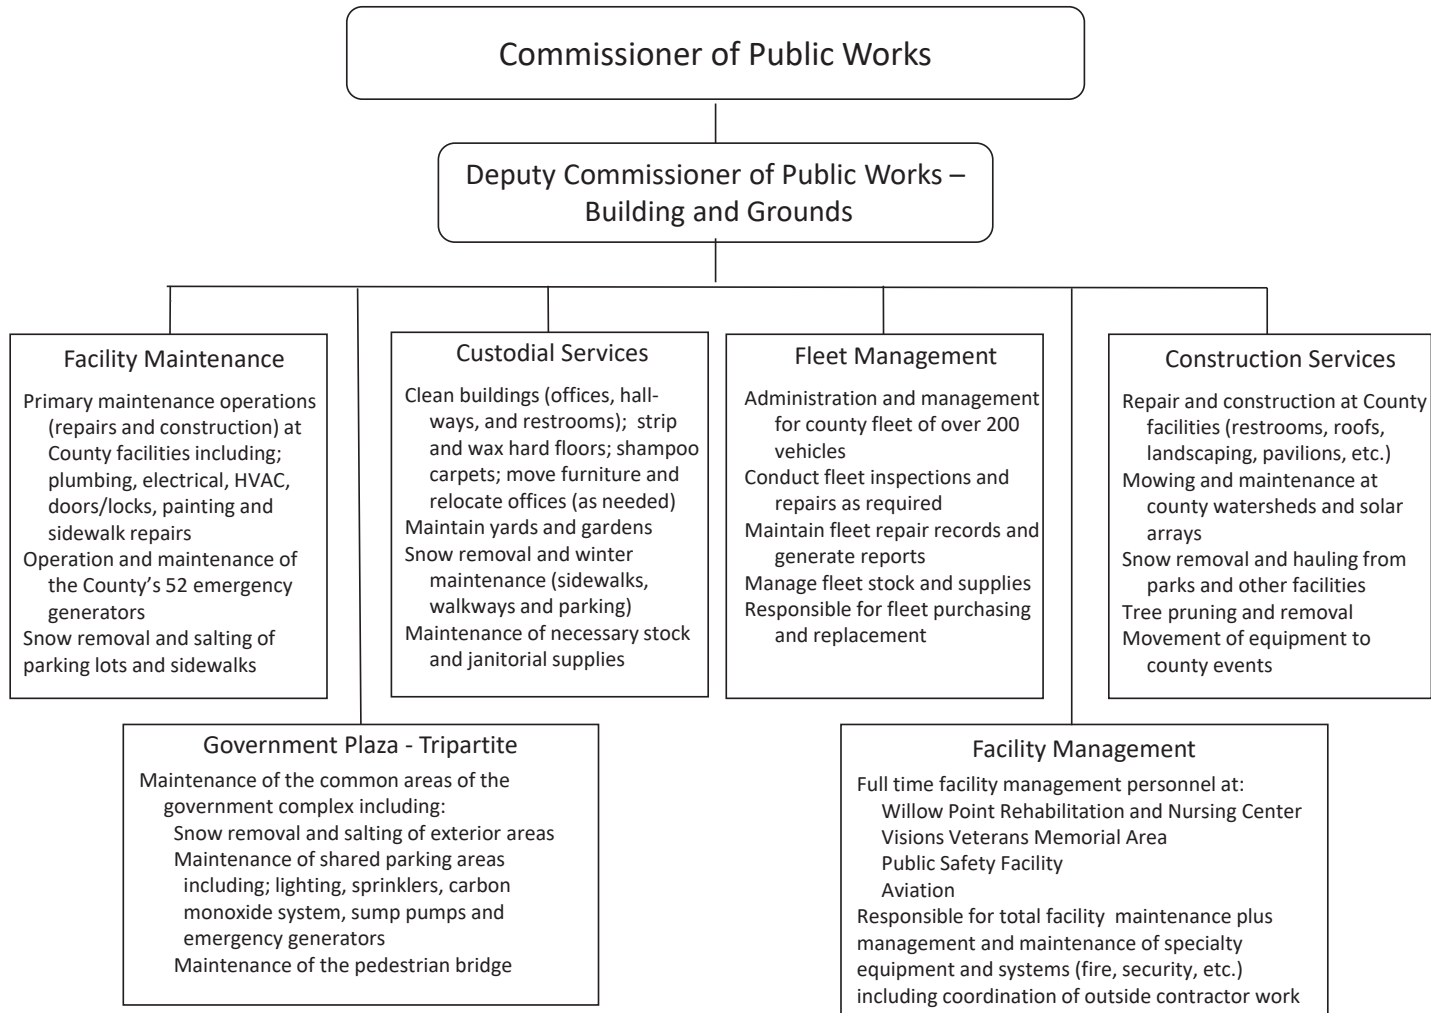 Commissioner of Public Works
Deputy Commissioner of Public Works –
Building and Grounds
Facility Maintenance
Primary maintenance operations
(repairs and construction) at
County facilities including;
plumbing, electrical, HVAC,
doors/locks, painting and
sidewalk repairs
Operation and maintenance of
the County’s 52 emergency
generators
Snow removal and salting of
parking lots and sidewalks
Custodial Services
Clean buildings (offices, hall-
ways, and restrooms); strip
and wax hard floors; shampoo
carpets; move furniture and
relocate offices (as needed)
Maintain yards and gardens
Snow removal and winter
maintenance (sidewalks,
walkways and parking)
Maintenance of necessary stock
and janitorial supplies
Fleet Management
Administration and management
for county fleet of over 200
vehicles
Conduct fleet inspections and
repairs as required
Maintain fleet repair records and
generate reports
Manage fleet stock and supplies
Responsible for fleet purchasing
and replacement
Construction Services
Repair and construction at County
facilities (restrooms, roofs,
landscaping, pavilions, etc.)
Mowing and maintenance at
county watersheds and solar
arrays
Snow removal and hauling from
parks and other facilities
Tree pruning and removal
Movement of equipment to
county events
Government Plaza - Tripartite
Maintenance of the common areas of the
government complex including:
Snow removal and salting of exterior areas
Maintenance of shared parking areas
including; lighting, sprinklers, carbon
monoxide system, sump pumps and
emergency generators
Maintenance of the pedestrian bridge
Facility Management
Full time facility management personnel at:
Willow Point Rehabilitation and Nursing Center
Visions Veterans Memorial Area
Public Safety Facility
Aviation
Responsible for total facility maintenance plus
management and maintenance of specialty
equipment and systems (fire, security, etc.)
including coordination of outside contractor work